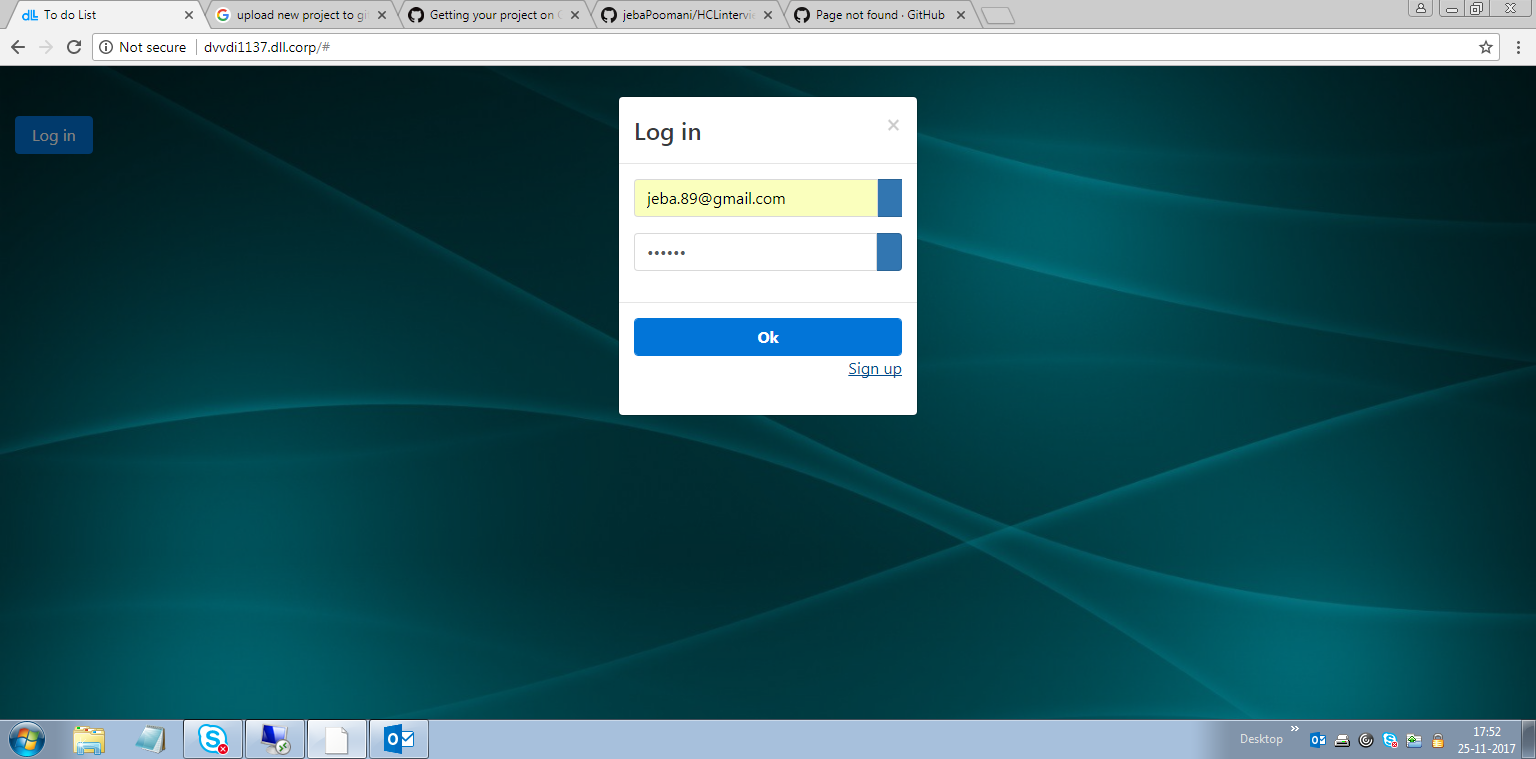 dLL To do List
upload new project to gi
Getting your project on G
jebaPoomani/HCLintervie
Page not found · GitHub
Not secure
dvvdi1137.dll.corp/#
Log in
Log in
×
jeba.89@gmail.com
••••••
Ok
Sign up
Desktop
17:52
25-11-2017